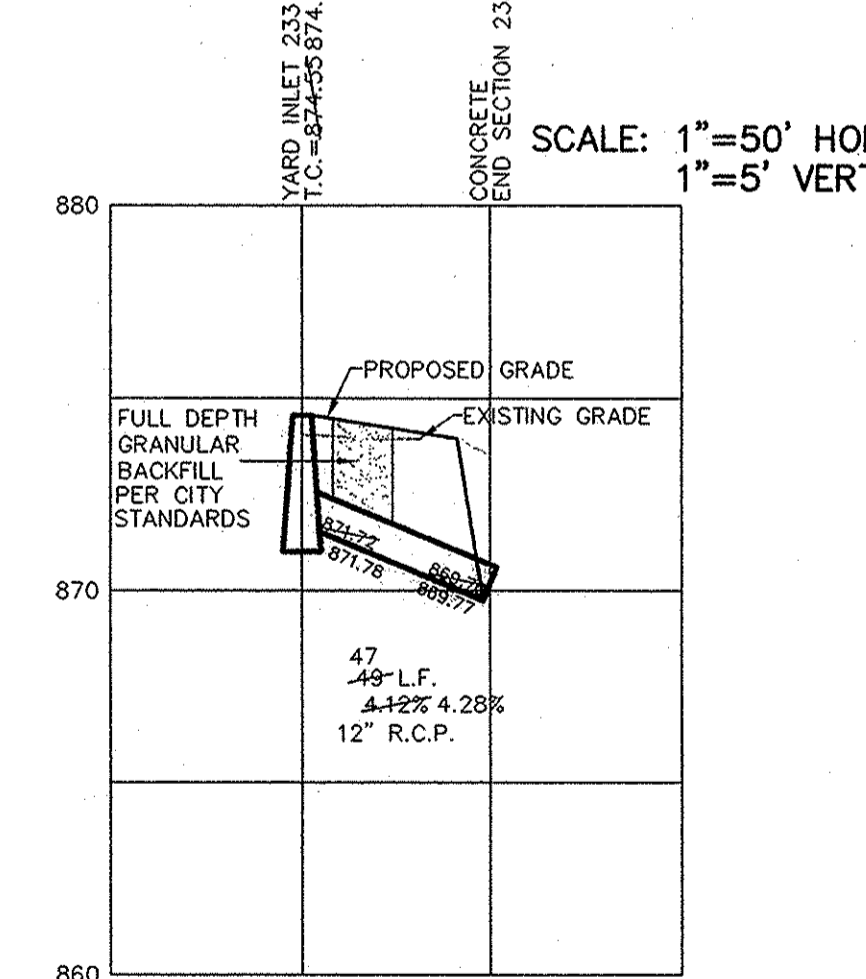 YARD INLET 233
T.C.=874.55 874.
CONCRETE
END SECTION 23
SCALE: 1"=50' HO
1"=5' VER
880
PROPOSED GRADE
EXISTING GRADE
FULL DEPTH
GRANULAR
BACKFILL
PER CITY
STANDARDS
871.78
869.77
870
47
49 L.F.
4.12% 4.28%
12" R.C.P.
860